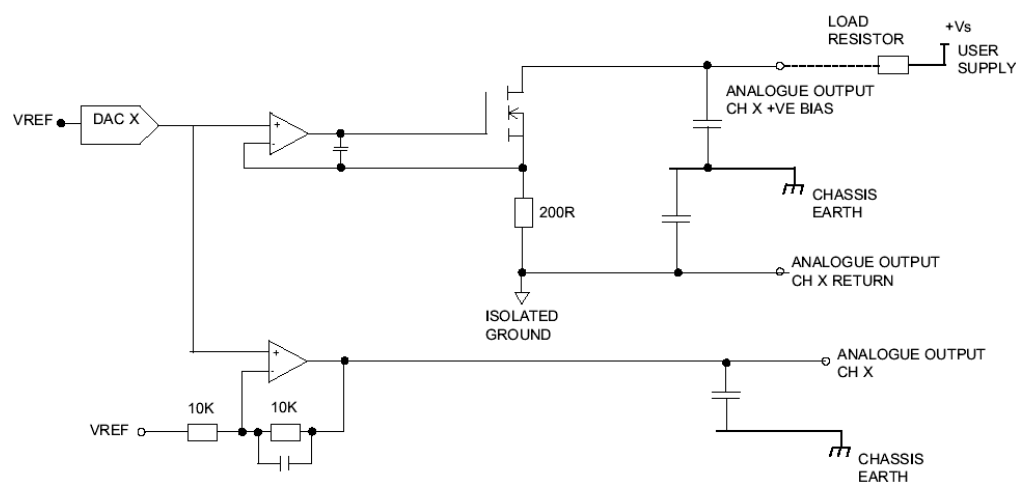 LOAD
RESISTOR
+Vs
USER
SUPPLY
ANALOGUE OUTPUT
CH X +VE BIAS
VREF
DAC X
+
-
CHASSIS
EARTH
200R
ANALOGUE OUTPUT
CH X RETURN
ISOLATED
GROUND
+
-
ANALOGUE OUTPUT
CH X
10K
10K
VREF
CHASSIS
EARTH